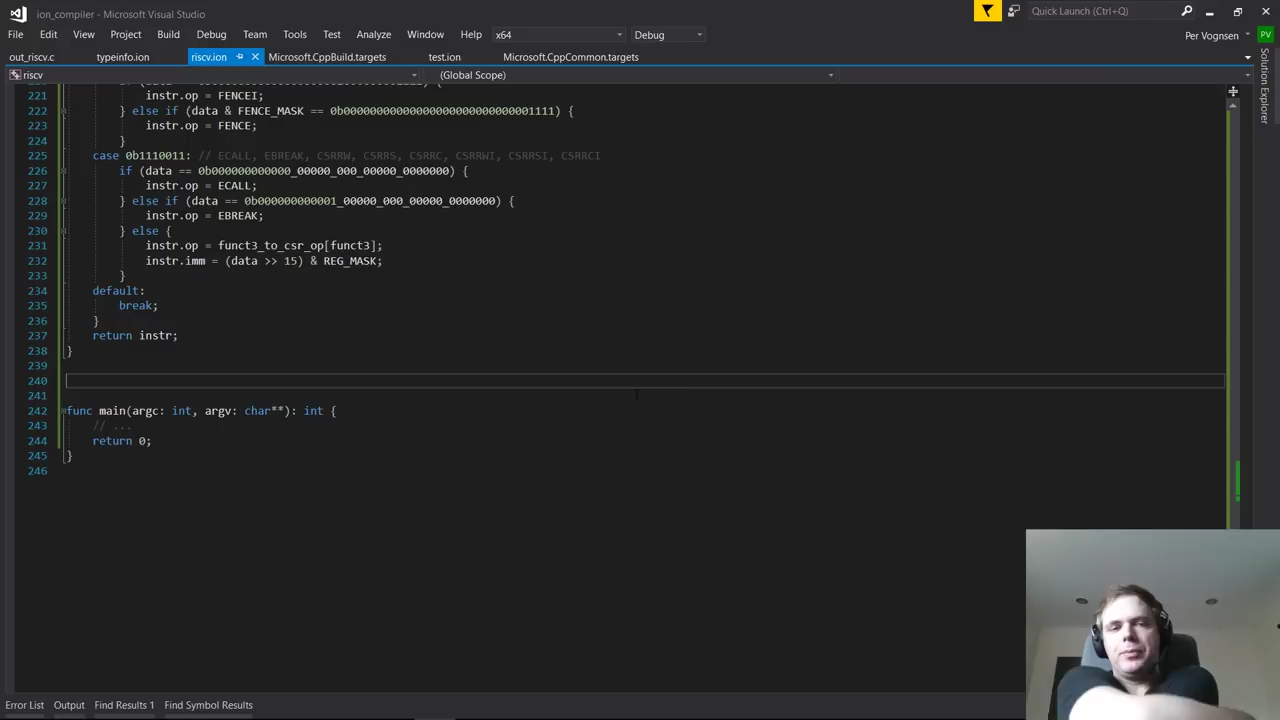 ion_compiler - Microsoft Visual Studio
Quick Launch (Ctrl+Q)
File Edit View Project Build Debug Team Tools Test Analyze Window Help x64 Debug
Per Vognsen PV
out_riscv.c typeinfo.ion riscv.ion Microsoft.CppBuild.targets test.ion Microsoft.CppCommon.targets
Solution Explorer
riscv (Global Scope)
221 instr.op = FENCEI;
222 } else if (data & FENCE_MASK == 0b00000000000000000000000000001111) {
223 instr.op = FENCE;
224 }
225 case 0b1110011: // ECALL, EBREAK, CSRRW, CSRRS, CSRRC, CSRRWI, CSRRSI, CSRRCI
226 if (data == 0b000000000000_00000_000_00000_0000000) {
227 instr.op = ECALL;
228 } else if (data == 0b000000000001_00000_000_00000_0000000) {
229 instr.op = EBREAK;
230 } else {
231 instr.op = funct3_to_csr_op[funct3];
232 instr.imm = (data >> 15) & REG_MASK;
233 }
234 default:
235 break;
236 }
237 return instr;
238 }
239
240
241
242 func main(argc: int, argv: char**): int {
243 // ...
244 return 0;
245 }
246
Error List Output Find Results 1 Find Symbol Results